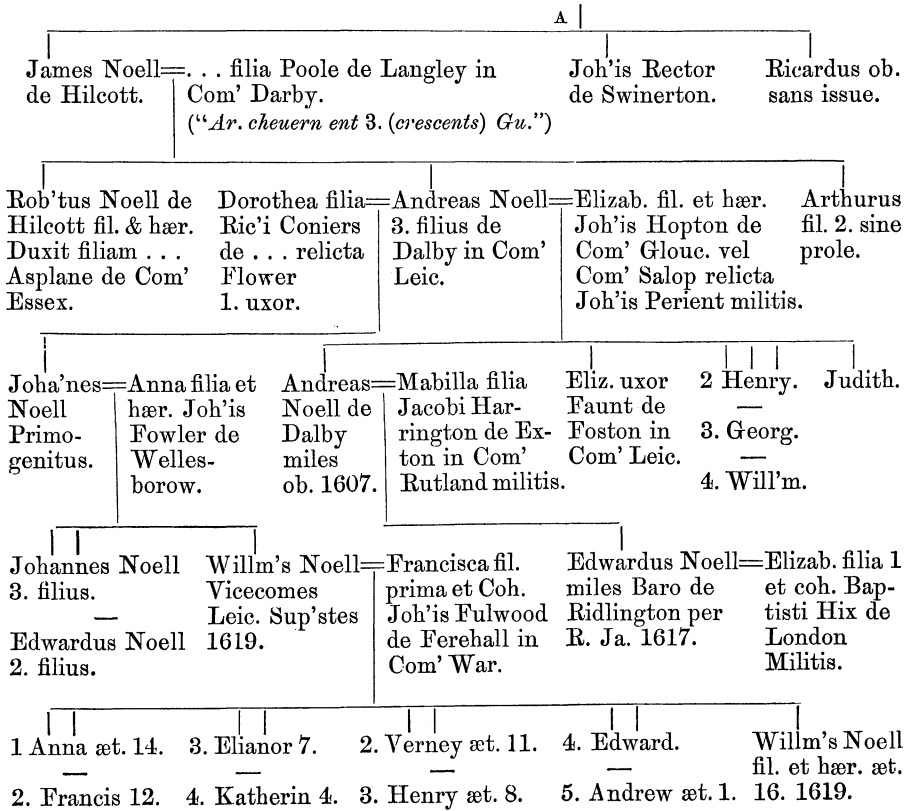 A
James Noell=. . . filia Poole de Langley in
de Hilcott. Com' Darby.
("Ar. cheuern ent 3. (crescents) Gu.")
Joh'is Rector
de Swinerton.
Ricardus ob.
sans issue.
Rob'tus Noell de
Hilcott fil. & hær.
Duxit filiam . . .
Asplane de Com'
Essex.
Dorothea filia=
Ric'i Coniers
de . . . relicta
Flower
1. uxor.
Andreas Noell=
3. filius de
Dalby in Com'
Leic.
Elizab. fil. et hær.
Joh'is Hopton de
Com' Glouc. vel
Com' Salop relicta
Joh'is Perient militis.
Arthurus
fil. 2. sine
prole.
Joha'nes=
Noell
Primo-
genitus.
Anna filia et
hær. Joh'is
Fowler de
Welles-
borow.
Andreas=
Noell de
Dalby
miles
ob. 1607.
Mabilla filia
Jacobi Har-
rington de Ex-
ton in Com'
Rutland militis.
Eliz. uxor
Faunt de
Foston in
Com' Leic.
2 Henry.
—
3. Georg.
—
4. Will'm.
Judith.
Johannes Noell
3. filius.
—
Edwardus Noell
2. filius.
Willm's Noell=
Vicecomes
Leic. Sup'stes
1619.
Francisca fil.
prima et Coh.
Joh'is Fulwood
de Ferehall in
Com' War.
Edwardus Noell=
miles Baro de
Ridlington per
R. Ja. 1617.
Elizab. filia 1
et coh. Bap-
tisti Hix de
London
Militis.
1 Anna æt. 14.
—
2. Francis 12.
3. Elianor 7.
—
4. Katherin 4.
2. Verney æt. 11.
—
3. Henry æt. 8.
4. Edward.
—
5. Andrew æt. 1.
Willm's Noell
fil. et hær. æt.
16. 1619.